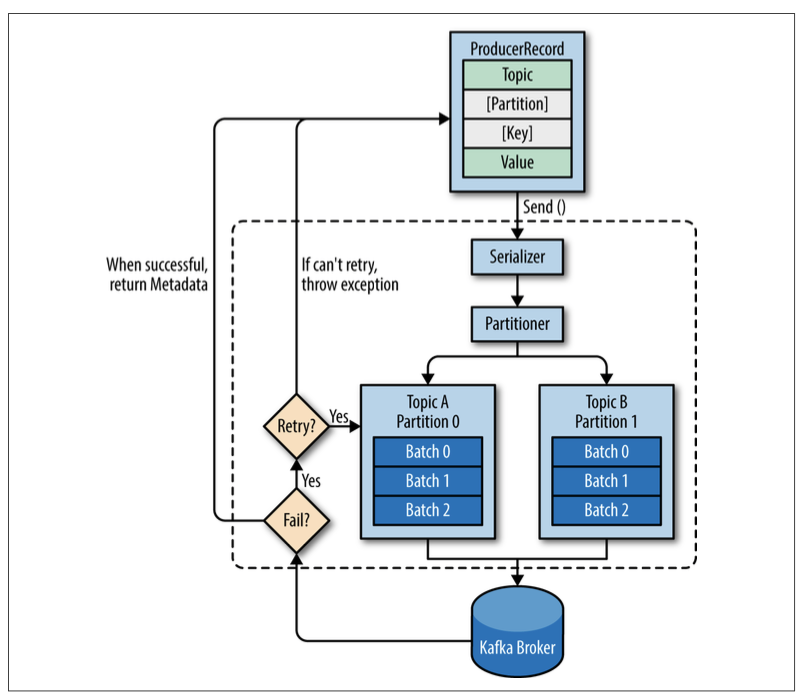 ProducerRecord
Topic
[Partition]
[Key]
Value
Send ()
Serializer
Partitioner
When successful,
return Metadata
If can't retry,
throw exception
Topic A
Partition 0
Batch 0
Batch 1
Batch 2
Topic B
Partition 1
Batch 0
Batch 1
Batch 2
Retry?
Yes
Yes
Fail?
Kafka Broker